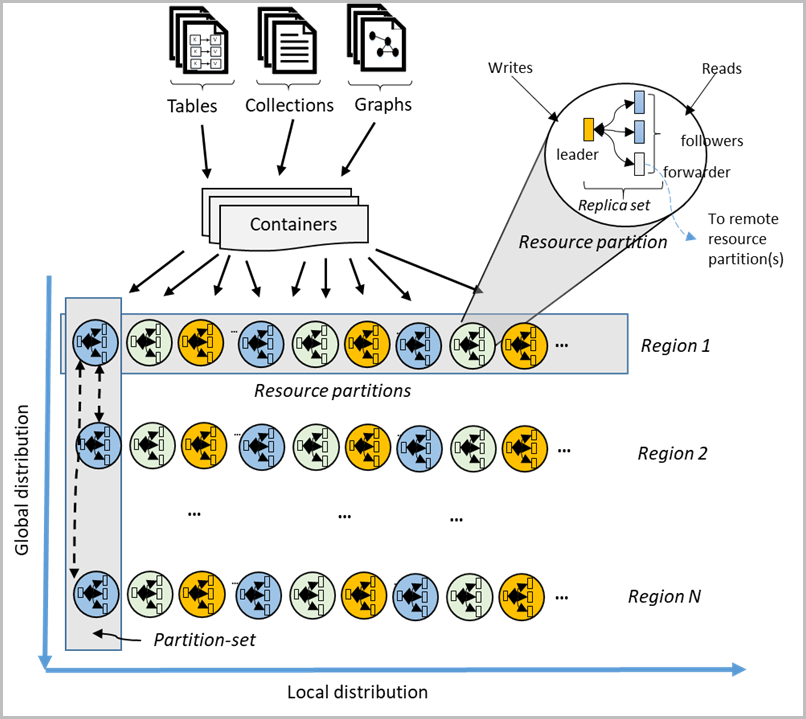 Tables
Collections
Graphs
Writes
Reads
leader
followers
forwarder
Replica set
Resource partition
To remote
resource
partition(s)
Containers
...
Region 1
Resource partitions
...
Region 2
...
...
...
...
Region N
Partition-set
Global distribution
Local distribution